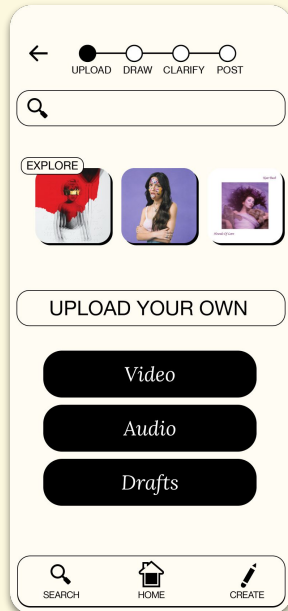 UPLOAD DRAW CLARIFY POST
EXPLORE
UPLOAD YOUR OWN
Video
Audio
Drafts
SEARCH HOME CREATE